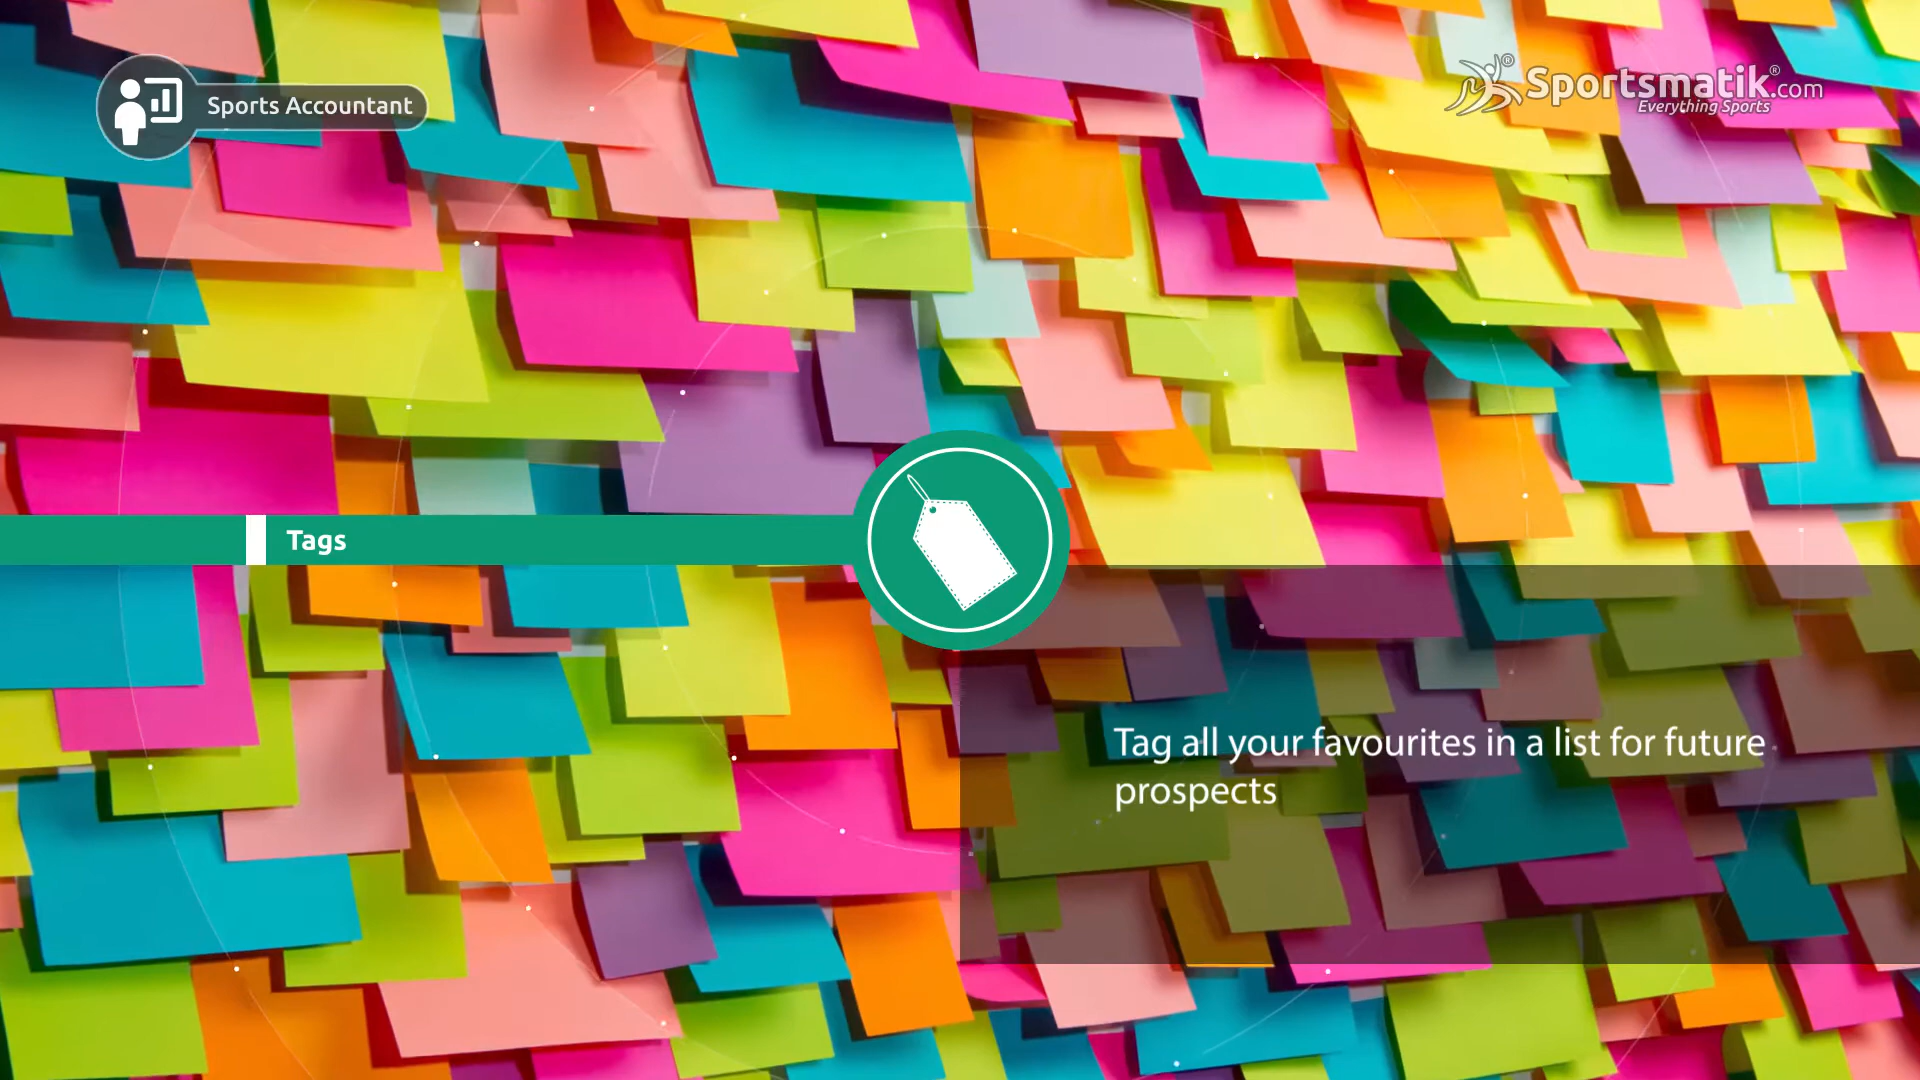 Sports Accountant
Sportsmatik®.com
Everything Sports
Tags
Tag all your favourites in a list for future
prospects